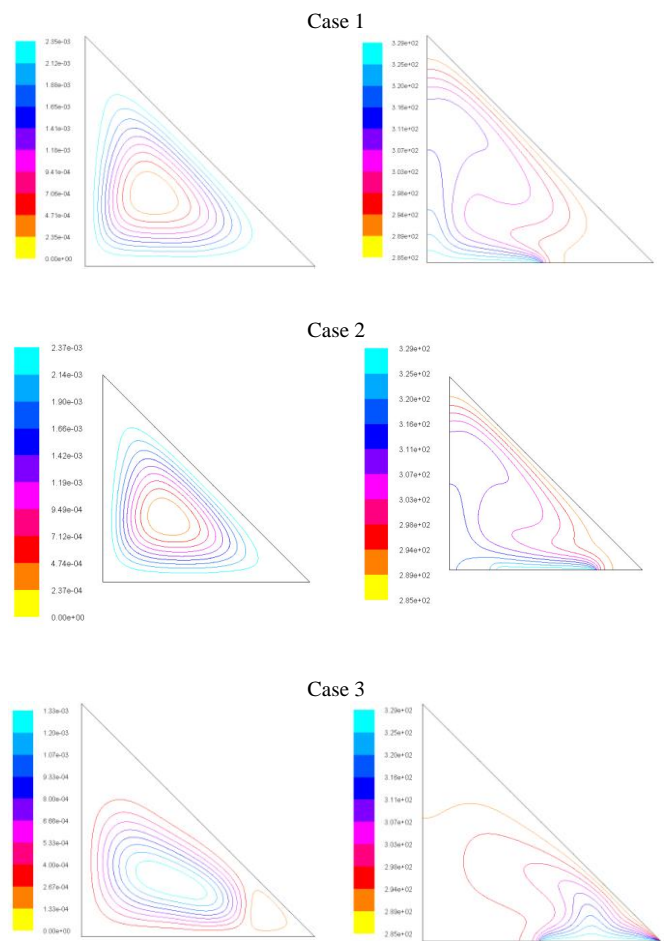 Case 1
2.35e-03
2.12e-03
1.88e-03
1.65e-03
1.41e-03
1.18e-03
9.41e-04
7.06e-04
4.71e-04
2.35e-04
0.00e+00
3.29e+02
3.25e+02
3.20e+02
3.16e+02
3.11e+02
3.07e+02
3.03e+02
2.98e+02
2.94e+02
2.89e+02
2.85e+02
Case 2
2.37e-03
2.14e-03
1.90e-03
1.66e-03
1.42e-03
1.19e-03
9.49e-04
7.12e-04
4.74e-04
2.37e-04
0.00e+00
3.29e+02
3.25e+02
3.20e+02
3.16e+02
3.11e+02
3.07e+02
3.03e+02
2.98e+02
2.94e+02
2.89e+02
2.85e+02
Case 3
1.33e-03
1.20e-03
1.07e-03
9.33e-04
8.00e-04
6.66e-04
5.33e-04
4.00e-04
2.67e-04
1.33e-04
0.00e+00
3.29e+02
3.25e+02
3.20e+02
3.16e+02
3.11e+02
3.07e+02
3.03e+02
2.98e+02
2.94e+02
2.89e+02
2.85e+02